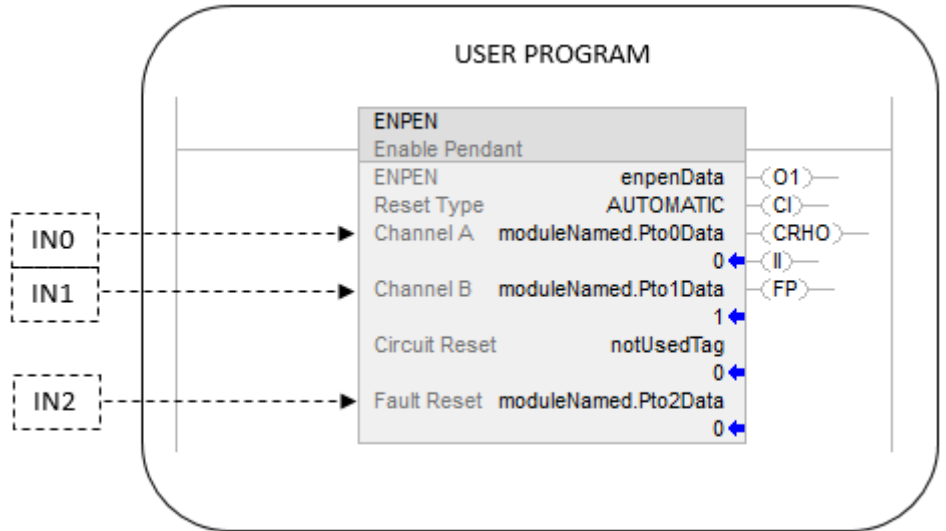 USER PROGRAM
ENPEN
Enable Pendant
ENPEN enpenData (O1)
Reset Type AUTOMATIC (CI)
IN0 Channel A moduleNamed.Pto0Data (CRHO)
0 (II)
IN1 Channel B moduleNamed.Pto1Data (FP)
1
Circuit Reset notUsedTag
0
IN2 Fault Reset moduleNamed.Pto2Data
0